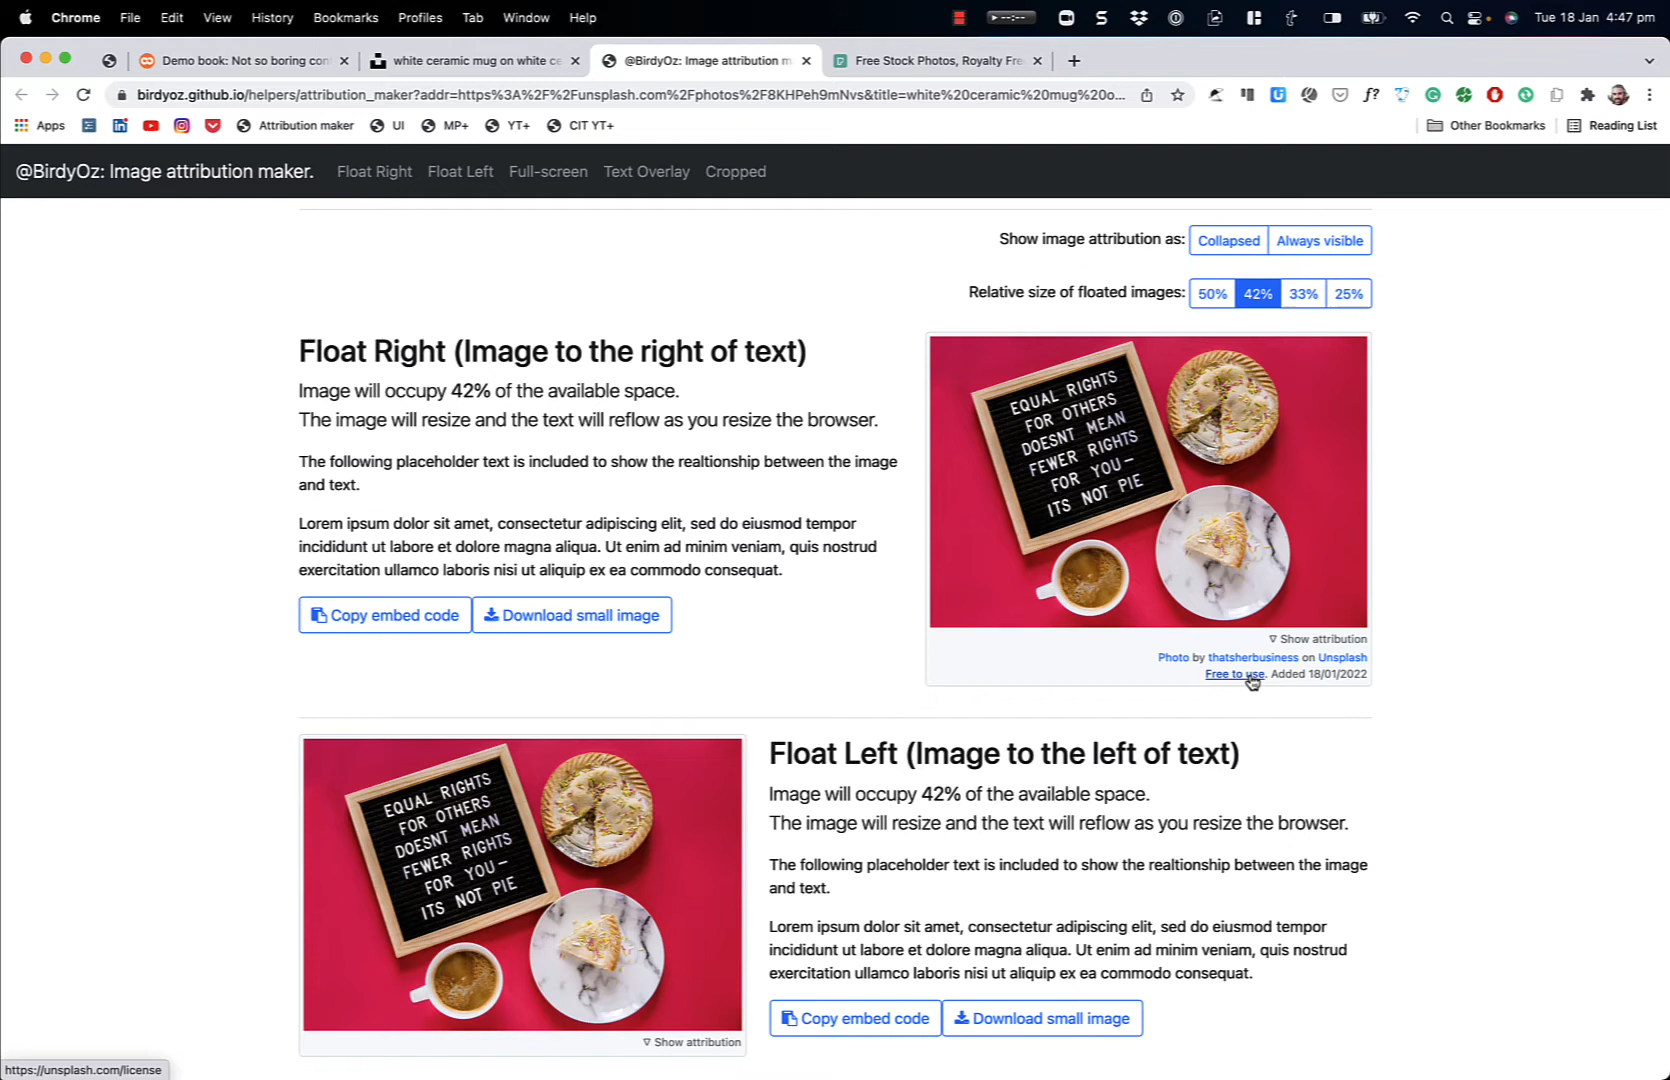 Chrome File Edit View History Bookmarks Profiles Tab Window Help Tue 18 Jan 4:47 pm
Demo book: Not so boring con white ceramic mug on white ce @BirdyOz: Image attribution m Free Stock Photos, Royalty Fre
birdyoz.github.io/helpers/attribution_maker?addr=https%3A%2F%2Funsplash.com%2Fphotos%2F8KHPeh9mNvs&title=white%20ceramic%20mug%20o...
Apps Attribution maker UI MP+ YT+ CIT YT+ Other Bookmarks Reading List
@BirdyOz: Image attribution maker. Float Right Float Left Full-screen Text Overlay Cropped
Show image attribution as: Collapsed Always visible
Relative size of floated images: 50% 42% 33% 25%
Float Right (Image to the right of text)
Image will occupy 42% of the available space.
The image will resize and the text will reflow as you resize the browser.
The following placeholder text is included to show the realtionship between the image
and text.
Lorem ipsum dolor sit amet, consectetur adipiscing elit, sed do eiusmod tempor
incididunt ut labore et dolore magna aliqua. Ut enim ad minim veniam, quis nostrud
exercitation ullamco laboris nisi ut aliquip ex ea commodo consequat.
Copy embed code Download small image
EQUAL RIGHTS
FOR OTHERS
DOESNT MEAN
FEWER RIGHTS
FOR YOU—
ITS NOT PIE
▽ Show attribution
Photo by thatsherbusiness on Unsplash
Free to use. Added 18/01/2022
EQUAL RIGHTS
FOR OTHERS
DOESNT MEAN
FEWER RIGHTS
FOR YOU—
ITS NOT PIE
▽ Show attribution
Float Left (Image to the left of text)
Image will occupy 42% of the available space.
The image will resize and the text will reflow as you resize the browser.
The following placeholder text is included to show the realtionship between the image
and text.
Lorem ipsum dolor sit amet, consectetur adipiscing elit, sed do eiusmod tempor
incididunt ut labore et dolore magna aliqua. Ut enim ad minim veniam, quis nostrud
exercitation ullamco laboris nisi ut aliquip ex ea commodo consequat.
Copy embed code Download small image
https://unsplash.com/license